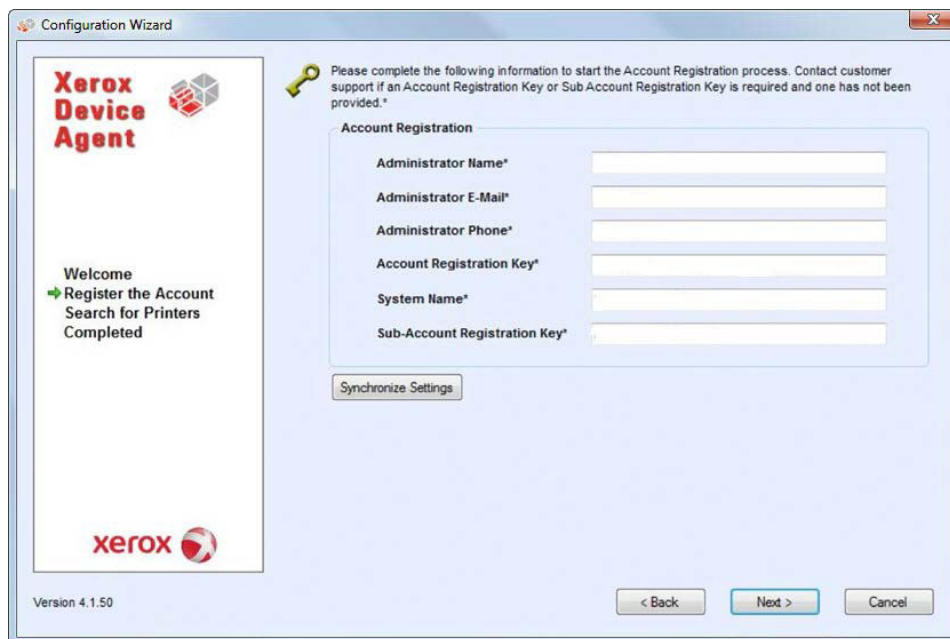 Configuration Wizard
Xerox
Device
Agent
Welcome
Register the Account
Search for Printers
Completed
xerox
Please complete the following information to start the Account Registration process. Contact customer
support if an Account Registration Key or Sub Account Registration Key is required and one has not been
provided.*
Account Registration
Administrator Name*
Administrator E-Mail*
Administrator Phone*
Account Registration Key*
System Name*
Sub-Account Registration Key*
Synchronize Settings
Version 4.1.50
< Back
Next >
Cancel